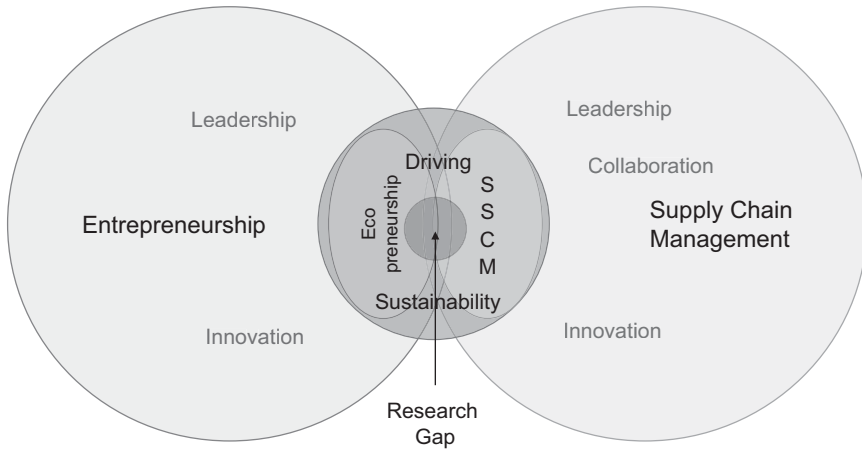 Leadership
Entrepreneurship
Innovation
Driving
Eco
preneurship
S
S
C
M
Sustainability
Research
Gap
Leadership
Collaboration
Supply Chain
Management
Innovation